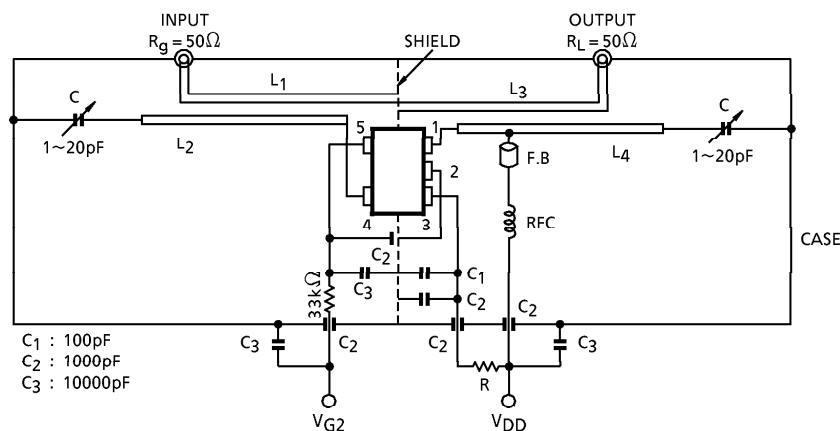 INPUT
Rg = 50Ω
SHIELD
OUTPUT
RL = 50Ω
L1
L3
C
1~20pF
L2
5
1
2
4
3
F.B
L4
C
1~20pF
RFC
CASE
C2
C3
C1
C2
33kΩ
C3
C2
C2
C2
C3
R
C1 : 100pF
C2 : 1000pF
C3 : 10000pF
VG2
VDD